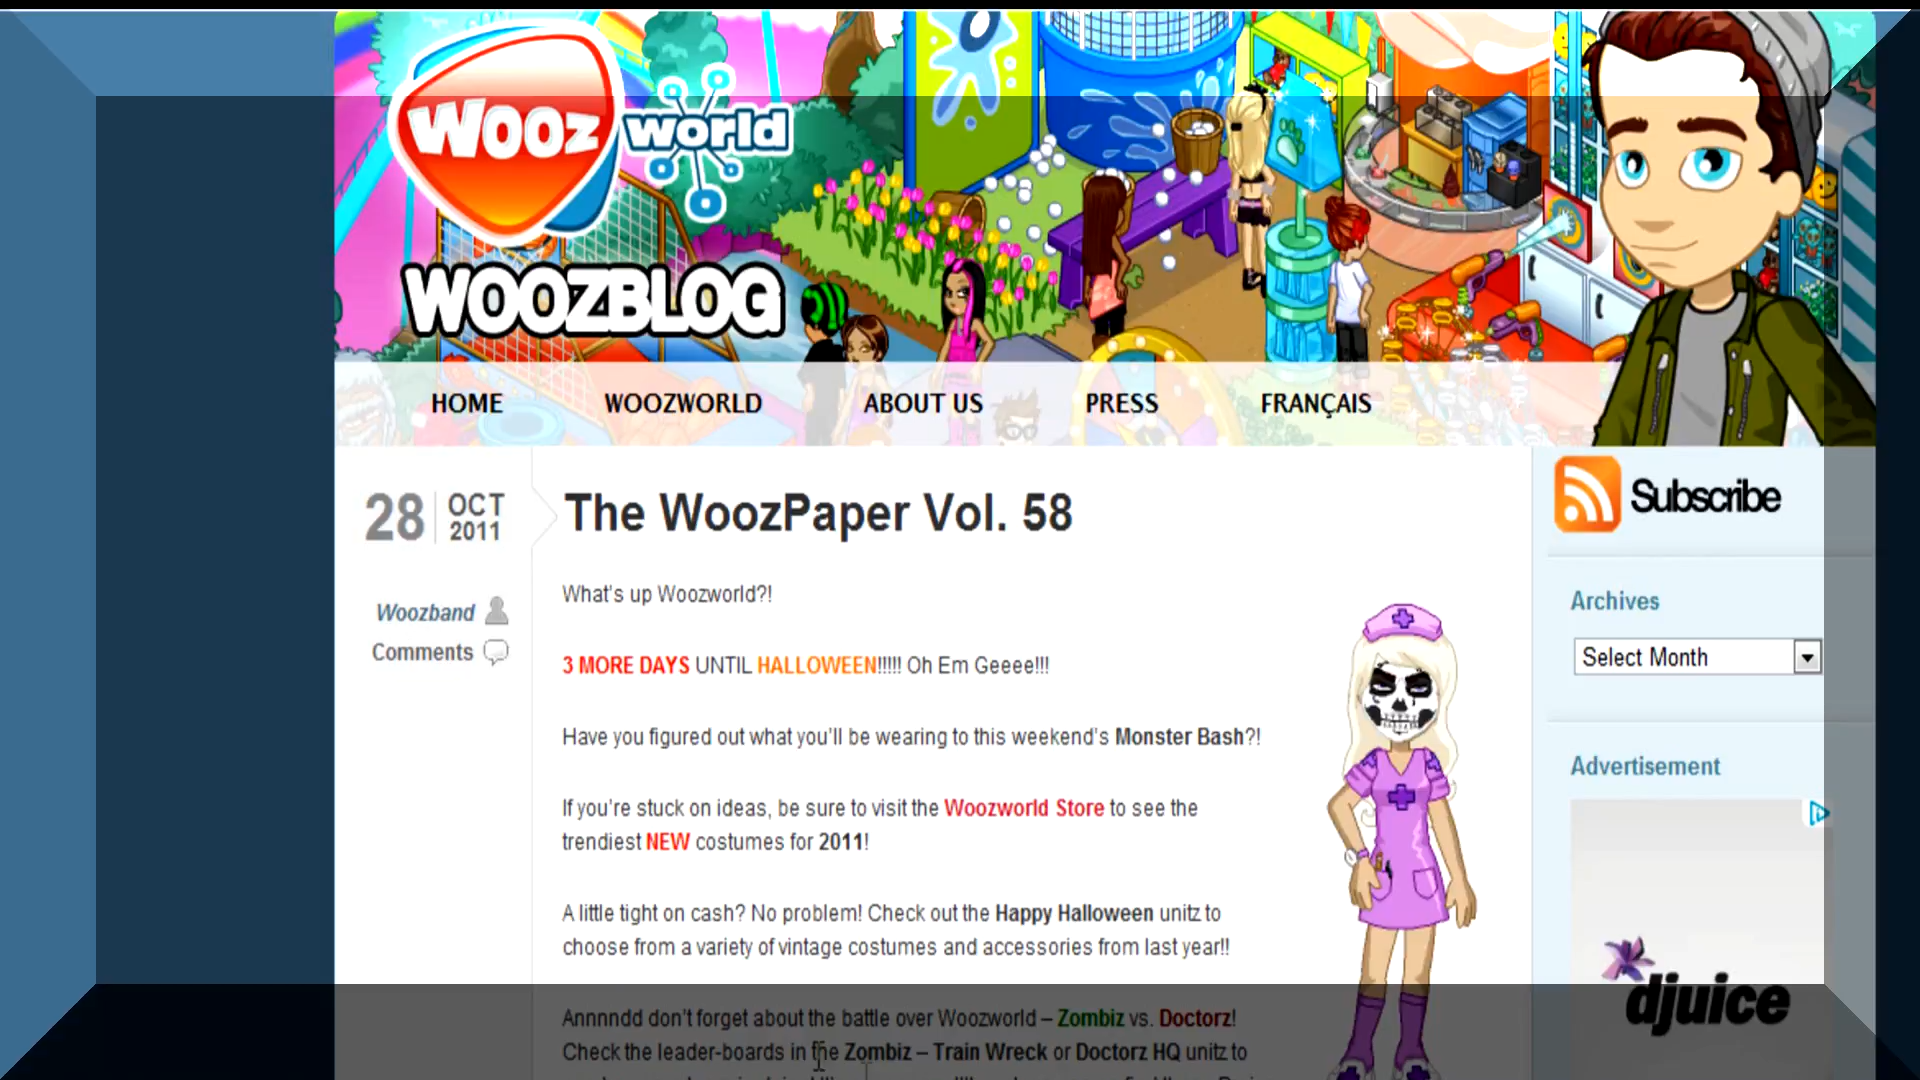 Wooz world
WOOZBLOG
HOME WOOZWORLD ABOUT US PRESS FRANÇAIS
28 OCT 2011
The WoozPaper Vol. 58
Woozband
Comments
What's up Woozworld?!
3 MORE DAYS UNTIL HALLOWEEN!!!!! Oh Em Geeee!!!
Have you figured out what you'll be wearing to this weekend's Monster Bash?!
If you're stuck on ideas, be sure to visit the Woozworld Store to see the
trendiest NEW costumes for 2011!
A little tight on cash? No problem! Check out the Happy Halloween unitz to
choose from a variety of vintage costumes and accessories from last year!!
Annnndd don't forget about the battle over Woozworld – Zombiz vs. Doctorz!
Check the leader-boards in the Zombiz – Train Wreck or Doctorz HQ unitz to
Subscribe
Archives
Select Month
Advertisement
djuice